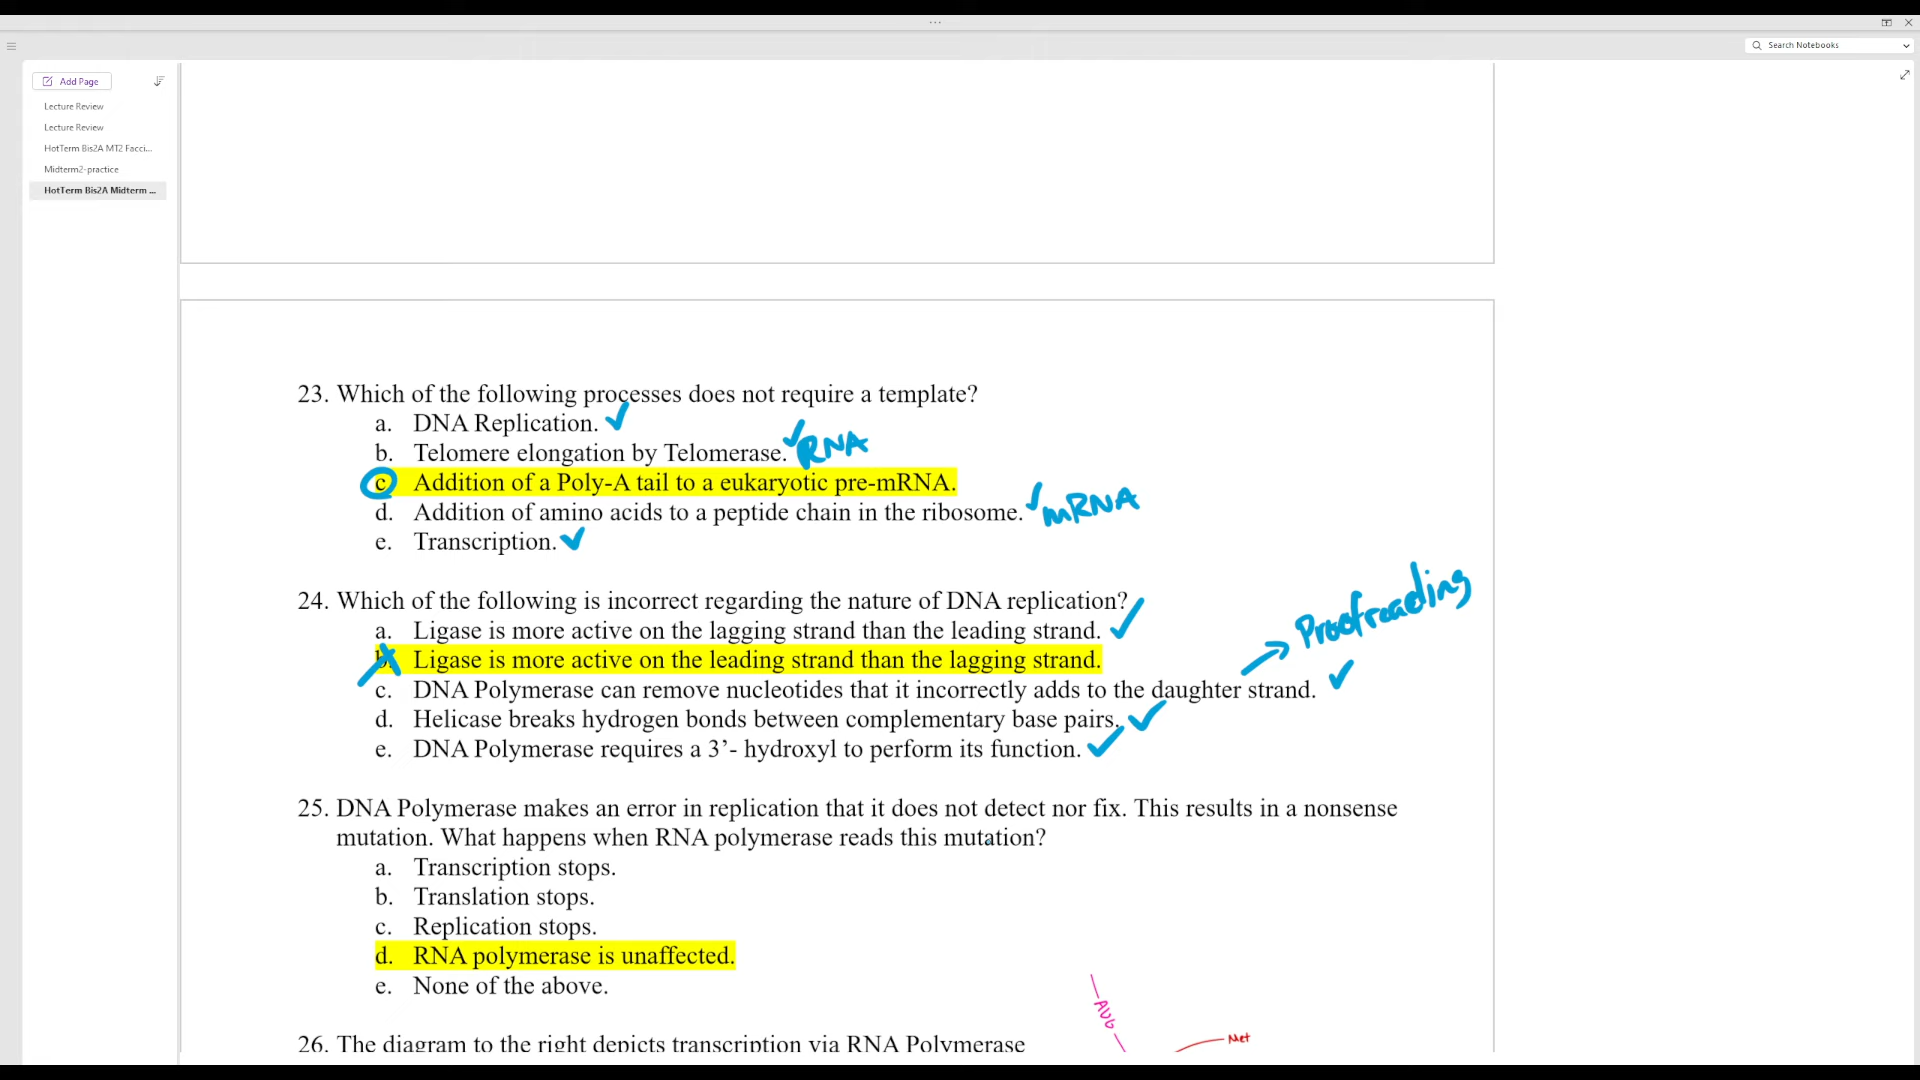 ...
Search Notebooks
Add Page
Lecture Review
Lecture Review
HotTerm Bis2A MT2 Facci...
Midterm2-practice
HotTerm Bis2A Midterm ...
23. Which of the following processes does not require a template?
a. DNA Replication. ✓
b. Telomere elongation by Telomerase. ✓ RNA
c. Addition of a Poly-A tail to a eukaryotic pre-mRNA.
d. Addition of amino acids to a peptide chain in the ribosome. ✓ mRNA
e. Transcription. ✓
24. Which of the following is incorrect regarding the nature of DNA replication?
a. Ligase is more active on the lagging strand than the leading strand. ✓
b. Ligase is more active on the leading strand than the lagging strand.
→ Proofreading
c. DNA Polymerase can remove nucleotides that it incorrectly adds to the daughter strand. ✓
d. Helicase breaks hydrogen bonds between complementary base pairs. ✓
e. DNA Polymerase requires a 3’- hydroxyl to perform its function. ✓
25. DNA Polymerase makes an error in replication that it does not detect nor fix. This results in a nonsense
mutation. What happens when RNA polymerase reads this mutation?
a. Transcription stops.
b. Translation stops.
c. Replication stops.
d. RNA polymerase is unaffected.
e. None of the above.
AUG
Met
26. The diagram to the right depicts transcription via RNA Polymerase